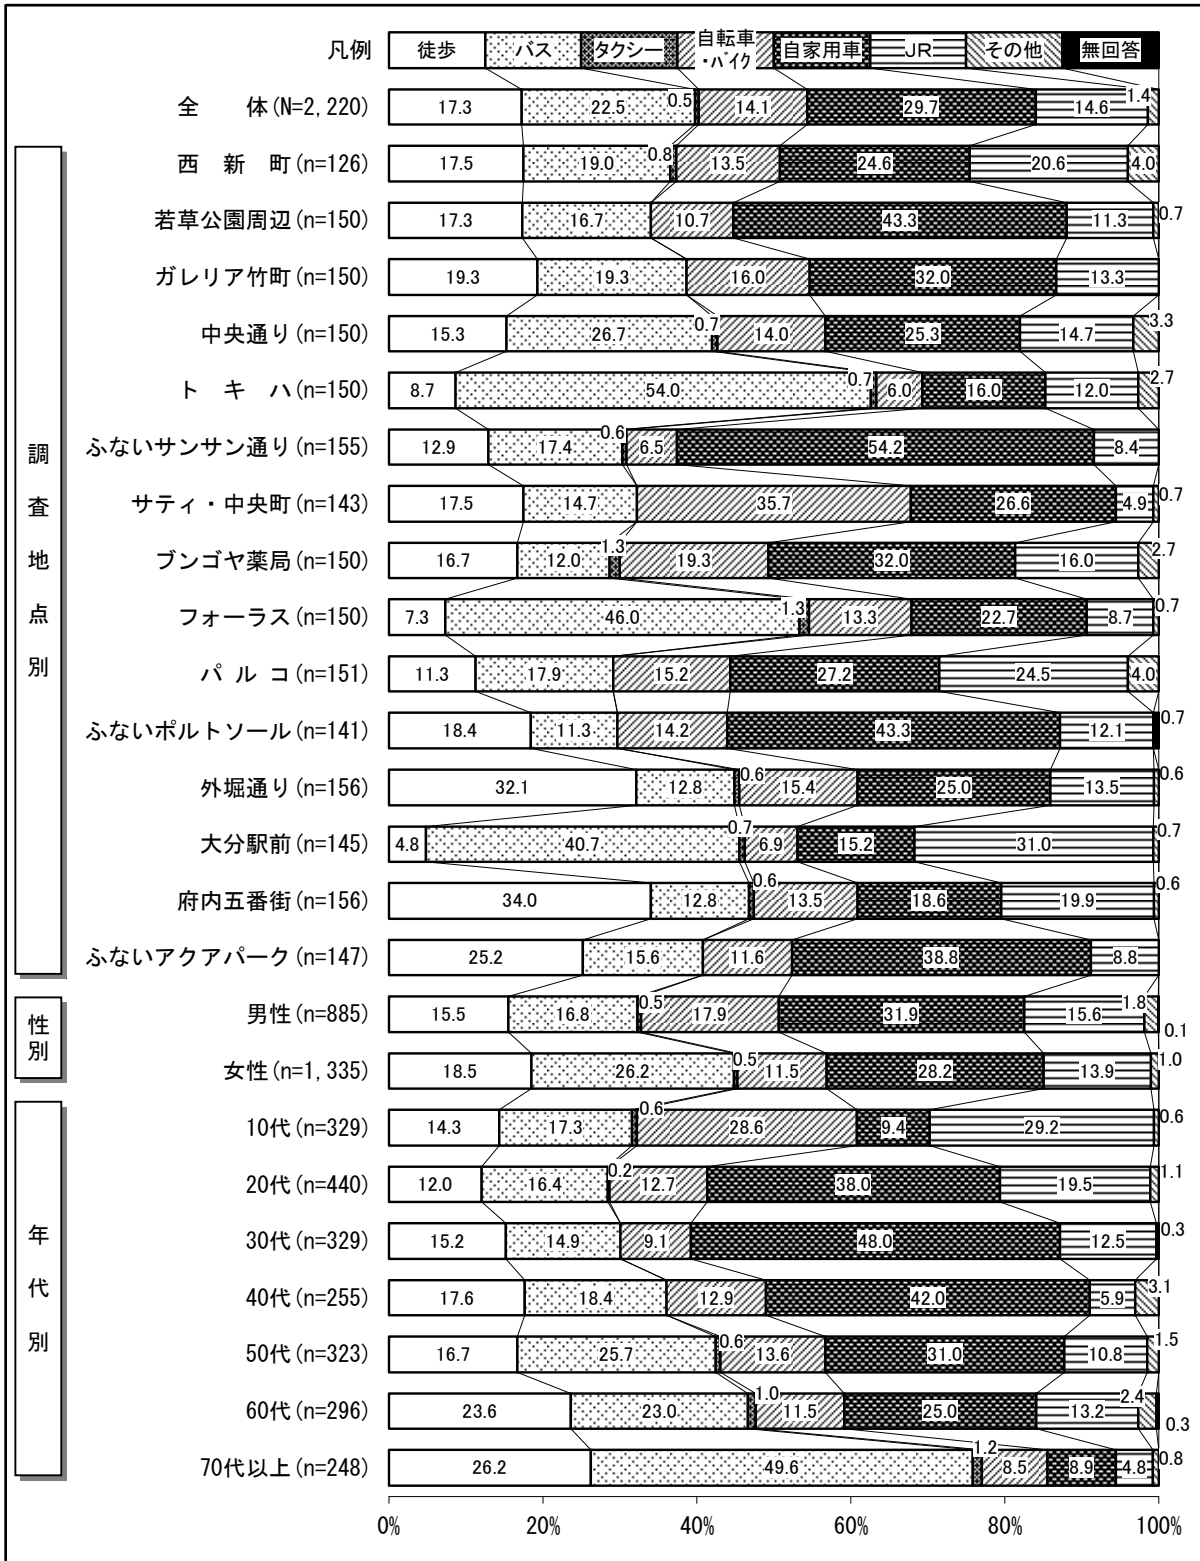 凡例 徒歩 バス タクシー 自転車・バイク 自家用車 JR その他 無回答
全 体(N=2,220) 17.3 22.5 0.5 14.1 29.7 14.6 1.4
調査地点別
西 新 町(n=126) 17.5 19.0 0.8 13.5 24.6 20.6 4.0
若草公園周辺(n=150) 17.3 16.7 10.7 43.3 11.3 0.7
ガレリア竹町(n=150) 19.3 19.3 16.0 32.0 13.3
中央通り(n=150) 15.3 26.7 0.7 14.0 25.3 14.7 3.3
ト キ ハ(n=150) 8.7 54.0 0.7 6.0 16.0 12.0 2.7
ふないサンサン通り(n=155) 12.9 17.4 0.6 6.5 54.2 8.4
サティ・中央町(n=143) 17.5 14.7 35.7 26.6 4.9 0.7
ブンゴヤ薬局(n=150) 16.7 12.0 1.3 19.3 32.0 16.0 2.7
フォーラス(n=150) 7.3 46.0 1.3 13.3 22.7 8.7 0.7
パ ル コ(n=151) 11.3 17.9 15.2 27.2 24.5 4.0
ふないポルトソール(n=141) 18.4 11.3 14.2 43.3 12.1 0.7
外堀通り(n=156) 32.1 12.8 0.6 15.4 25.0 13.5 0.6
大分駅前(n=145) 4.8 40.7 0.7 6.9 15.2 31.0 0.7
府内五番街(n=156) 34.0 12.8 0.6 13.5 18.6 19.9 0.6
ふないアクアパーク(n=147) 25.2 15.6 11.6 38.8 8.8
性別
男性(n=885) 15.5 16.8 0.5 17.9 31.9 15.6 1.8 0.1
女性(n=1,335) 18.5 26.2 0.5 11.5 28.2 13.9 1.0
年代別
10代(n=329) 14.3 17.3 0.6 28.6 9.4 29.2 0.6
20代(n=440) 12.0 16.4 0.2 12.7 38.0 19.5 1.1
30代(n=329) 15.2 14.9 9.1 48.0 12.5 0.3
40代(n=255) 17.6 18.4 12.9 42.0 5.9 3.1
50代(n=323) 16.7 25.7 0.6 13.6 31.0 10.8 1.5
60代(n=296) 23.6 23.0 1.0 11.5 25.0 13.2 2.4 0.3
70代以上(n=248) 26.2 49.6 1.2 8.5 8.9 4.8 0.8
0% 20% 40% 60% 80% 100%